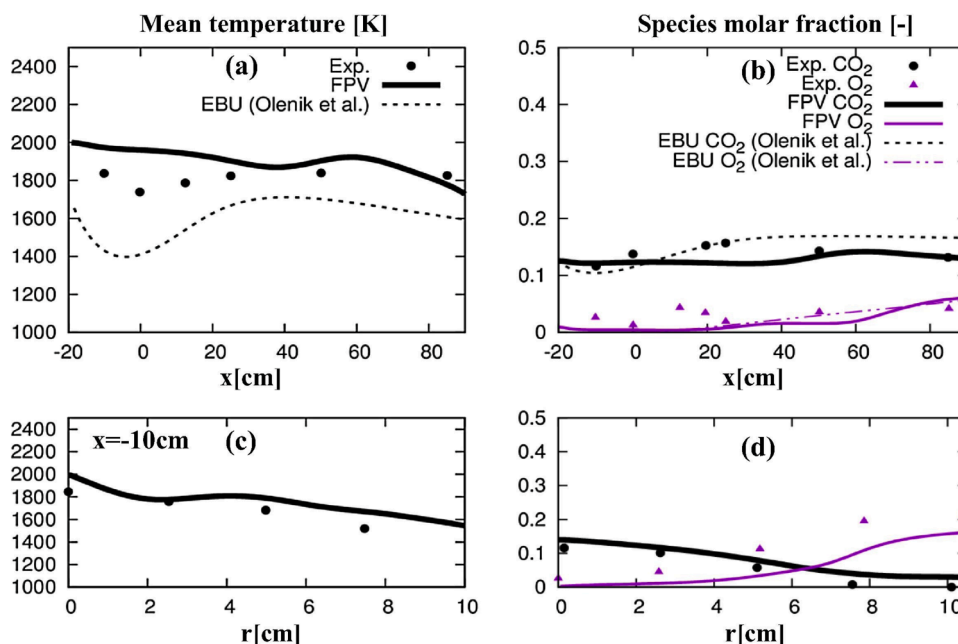 Mean temperature [K]
Species molar fraction [-]
2400
2200
2000
1800
1600
1400
1200
1000
(a)
Exp.
FPV
EBU (Olenik et al.)
-20
0
20
40
60
80
x[cm]
0.5
0.4
0.3
0.2
0.1
0
(b)
Exp. CO2
Exp. O2
FPV CO2
FPV O2
EBU CO2 (Olenik et al.)
EBU O2 (Olenik et al.)
-20
0
20
40
60
80
x[cm]
2400
2200
2000
1800
1600
1400
1200
1000
x=-10cm
(c)
0
2
4
6
8
10
r[cm]
0.5
0.4
0.3
0.2
0.1
0
(d)
0
2
4
6
8
10
r[cm]